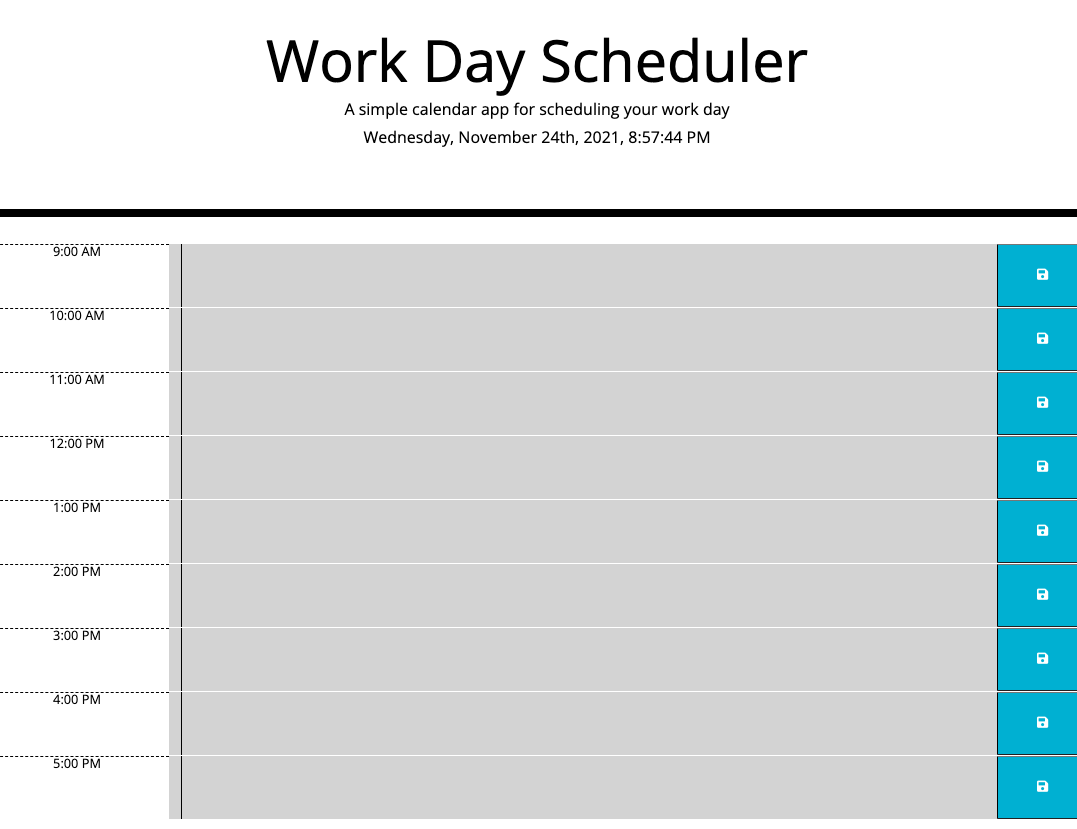 Work Day Scheduler
A simple calendar app for scheduling your work day
Wednesday, November 24th, 2021, 8:57:44 PM
9:00 AM
10:00 AM
11:00 AM
12:00 PM
1:00 PM
2:00 PM
3:00 PM
4:00 PM
5:00 PM